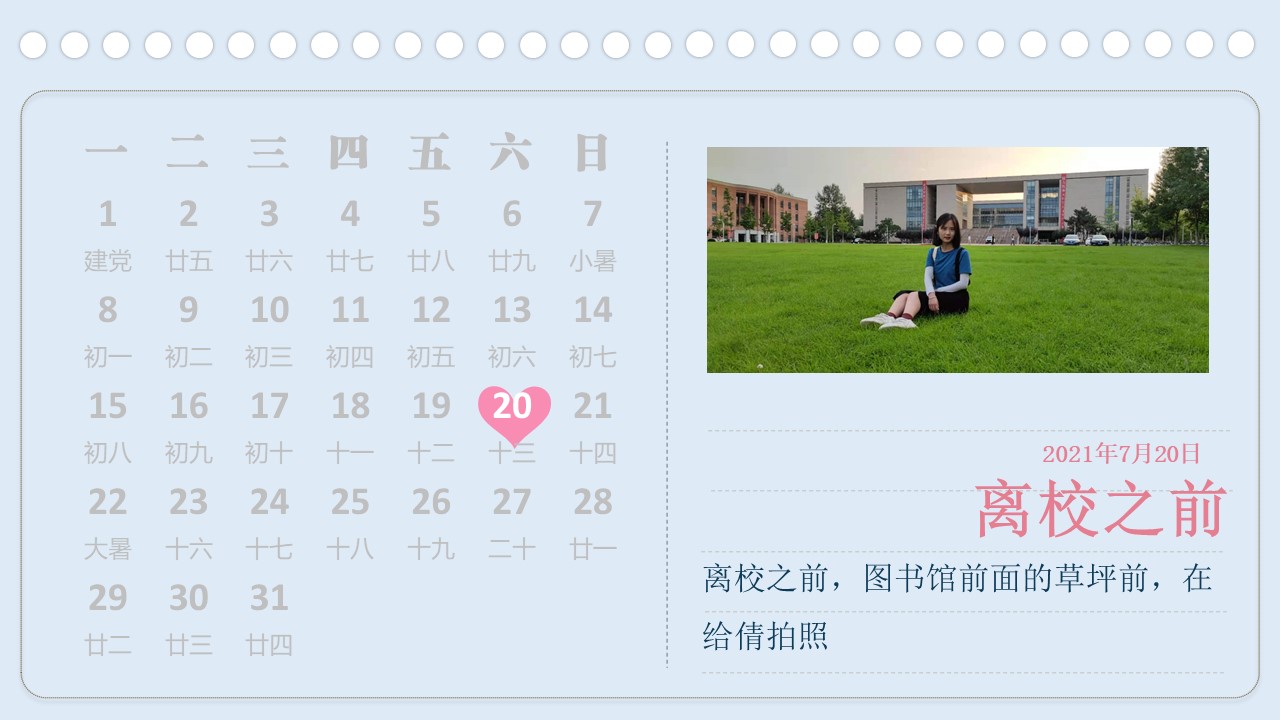 一 二 三 四 五 六 日
1 2 3 4 5 6 7
建党 廿五 廿六 廿七 廿八 廿九 小暑
8 9 10 11 12 13 14
初一 初二 初三 初四 初五 初六 初七
15 16 17 18 19 20 21
初八 初九 初十 十一 十二 十三 十四
22 23 24 25 26 27 28
大暑 十六 十七 十八 十九 二十 廿一
29 30 31
廿二 廿三 廿四
2021年7月20日
离校之前
离校之前，图书馆前面的草坪前，在
给倩拍照